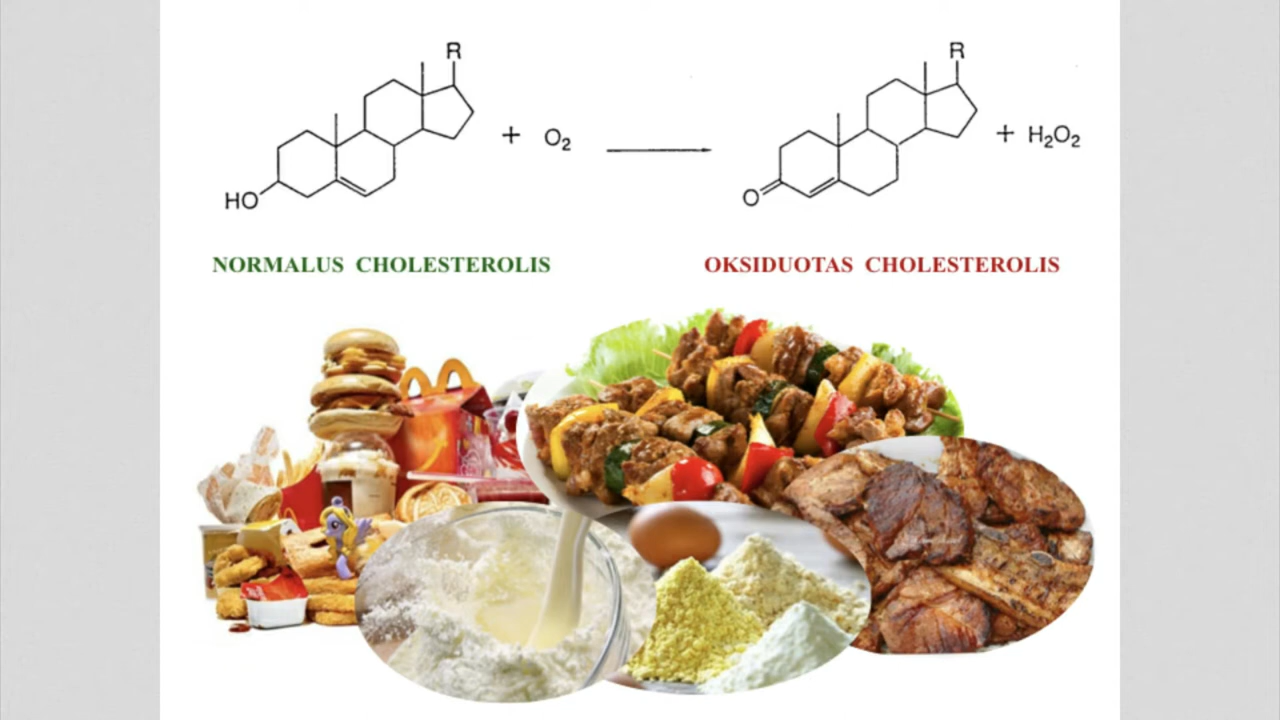 R
R
+ O₂
+ H₂O₂
HO
O
NORMALUS CHOLESTEROLIS
OKSIDUOTAS CHOLESTEROLIS